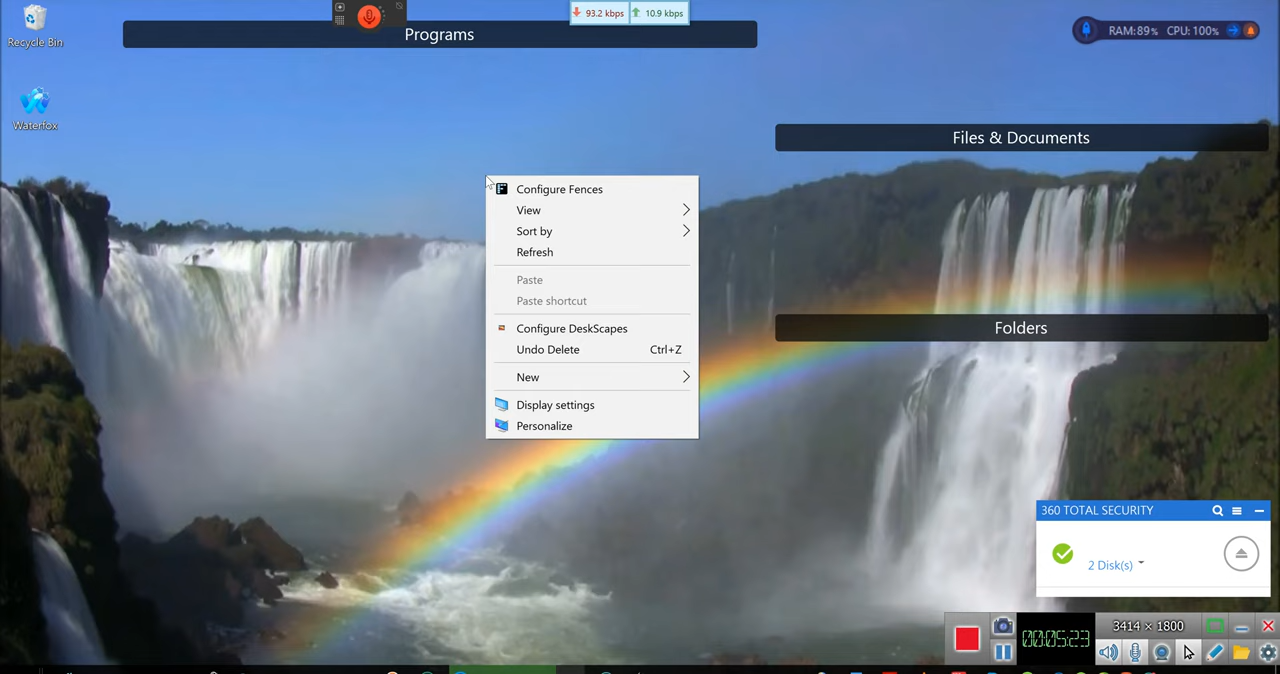 Recycle Bin
Waterfox
Programs
93.2 kbps
10.9 kbps
RAM:89% CPU:100%
Files & Documents
Folders
Configure Fences
View
Sort by
Refresh
Paste
Paste shortcut
Configure DeskScapes
Undo Delete Ctrl+Z
New
Display settings
Personalize
360 TOTAL SECURITY
2 Disk(s)
3414 × 1800
00:05:23